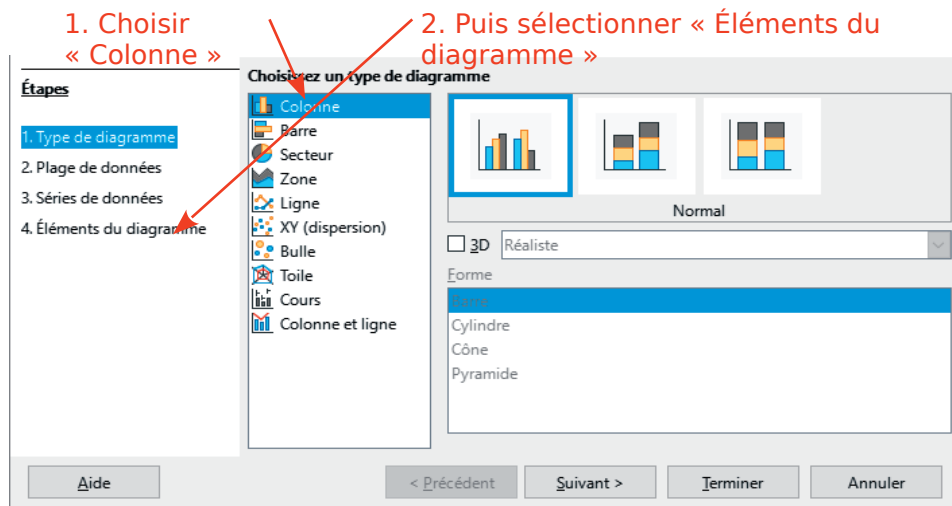 1. Choisir
« Colonne »
2. Puis sélectionner « Éléments du
diagramme »
Étapes
1. Type de diagramme
2. Plage de données
3. Séries de données
4. Éléments du diagramme
Choisissez un type de diagramme
Colonne
Barre
Secteur
Zone
Ligne
XY (dispersion)
Bulle
Toile
Cours
Colonne et ligne
Normal
3D
Réaliste
Forme
Barre
Cylindre
Cône
Pyramide
Aide
< Précédent
Suivant >
Terminer
Annuler